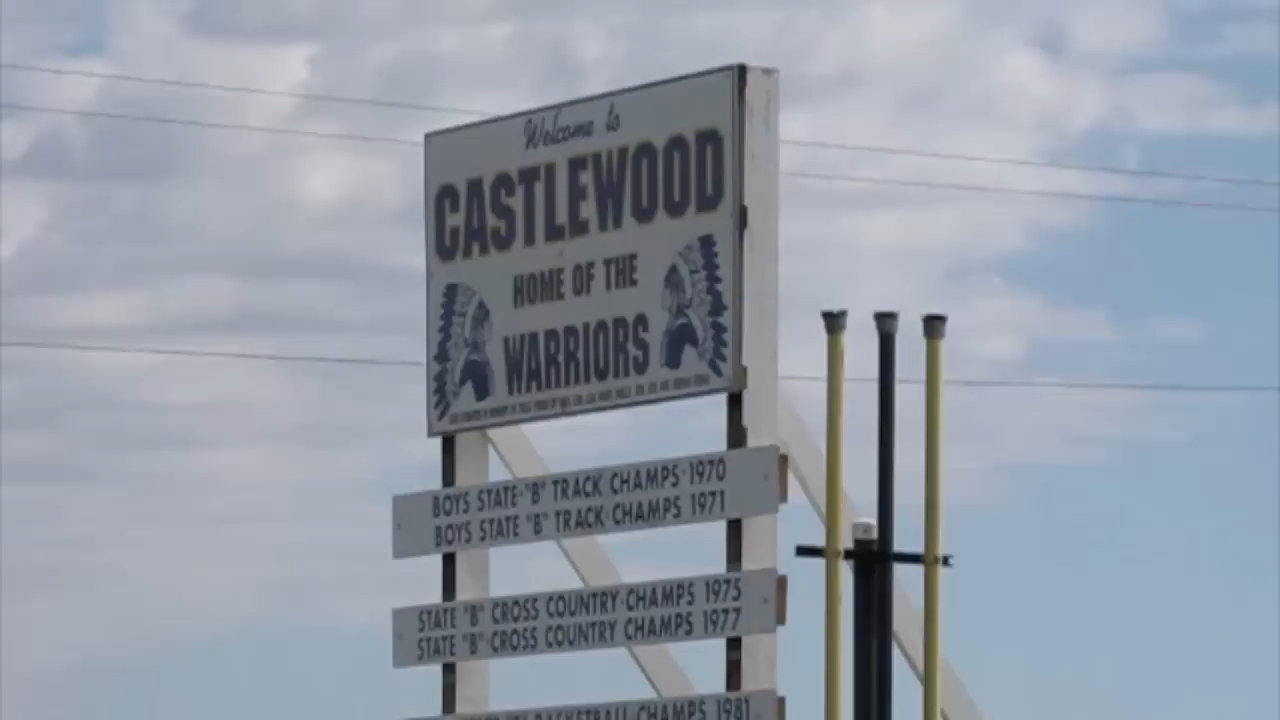 Welcome to
CASTLEWOOD
HOME OF THE
WARRIORS
BOYS STATE "B" TRACK CHAMPS 1970
BOYS STATE "B" TRACK CHAMPS 1971
STATE "B" CROSS COUNTRY CHAMPS 1975
STATE "B" CROSS COUNTRY CHAMPS 1977
BASKETBALL CHAMPS 1981